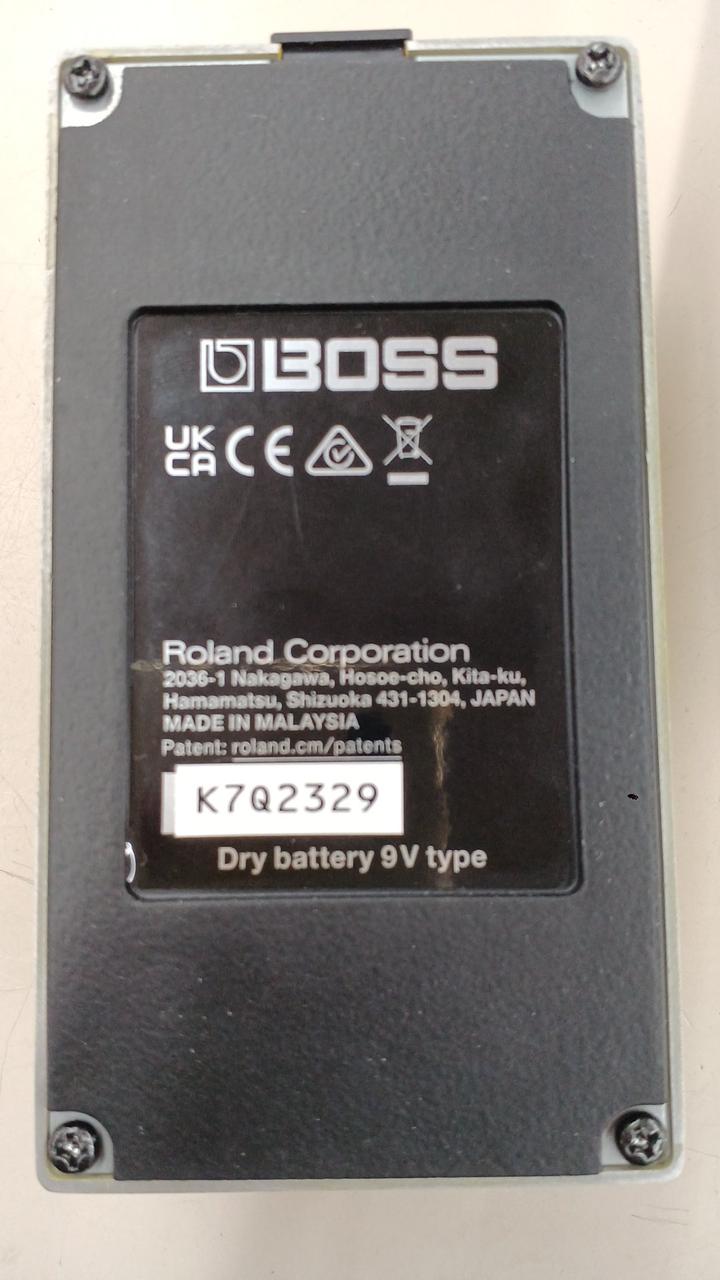 BOSS
UK
CA CE
Roland Corporation
2036-1 Nakagawa, Hosoe-cho, Kita-ku,
Hamamatsu, Shizuoka 431-1304, JAPAN
MADE IN MALAYSIA
Patent: roland.cm/patents
K7Q2329
Dry battery 9V type